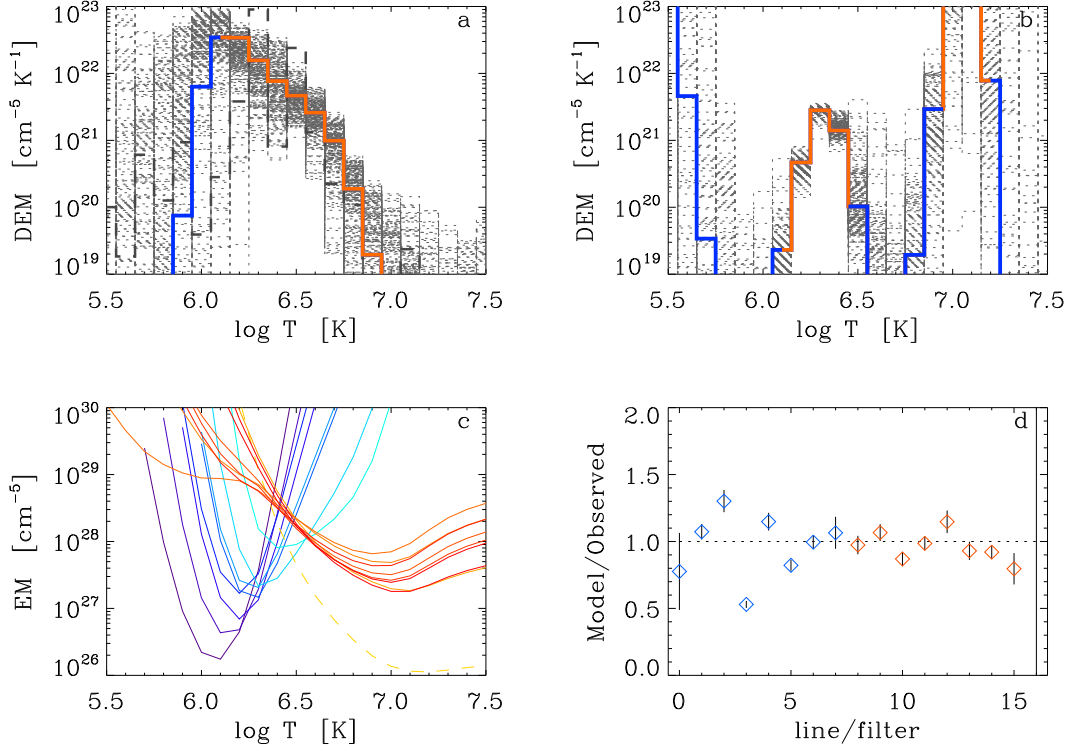 a
10²³
10²²
10²¹
10²⁰
10¹⁹
DEM [cm⁻⁵ K⁻¹]
5.5 6.0 6.5 7.0 7.5
log T [K]
b
10²³
10²²
10²¹
10²⁰
10¹⁹
DEM [cm⁻⁵ K⁻¹]
5.5 6.0 6.5 7.0 7.5
log T [K]
c
10³⁰
10²⁹
10²⁸
10²⁷
10²⁶
EM [cm⁻⁵]
5.5 6.0 6.5 7.0 7.5
log T [K]
d
2.0
1.5
1.0
0.5
0.0
Model/Observed
0 5 10 15
line/filter